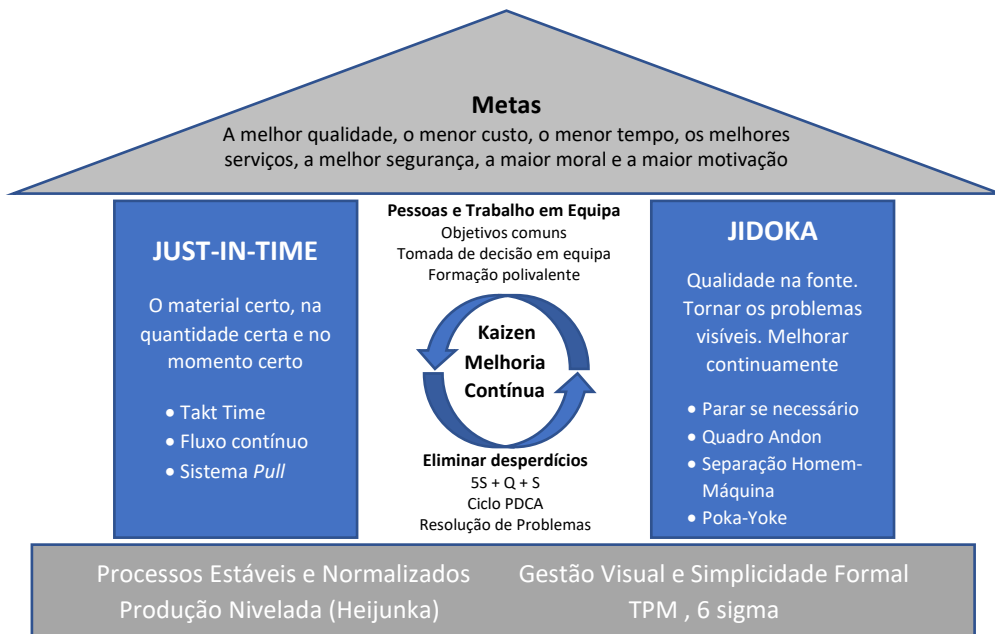 Metas
A melhor qualidade, o menor custo, o menor tempo, os melhores
serviços, a melhor segurança, a maior moral e a maior motivação
JUST-IN-TIME
O material certo, na
quantidade certa e no
momento certo
• Takt Time
• Fluxo contínuo
• Sistema Pull
Pessoas e Trabalho em Equipa
Objetivos comuns
Tomada de decisão em equipa
Formação polivalente
Kaizen
Melhoria
Contínua
Eliminar desperdícios
5S + Q + S
Ciclo PDCA
Resolução de Problemas
JIDOKA
Qualidade na fonte.
Tornar os problemas
visíveis. Melhorar
continuamente
• Parar se necessário
• Quadro Andon
• Separação Homem-
Máquina
• Poka-Yoke
Processos Estáveis e Normalizados
Produção Nivelada (Heijunka)
Gestão Visual e Simplicidade Formal
TPM , 6 sigma